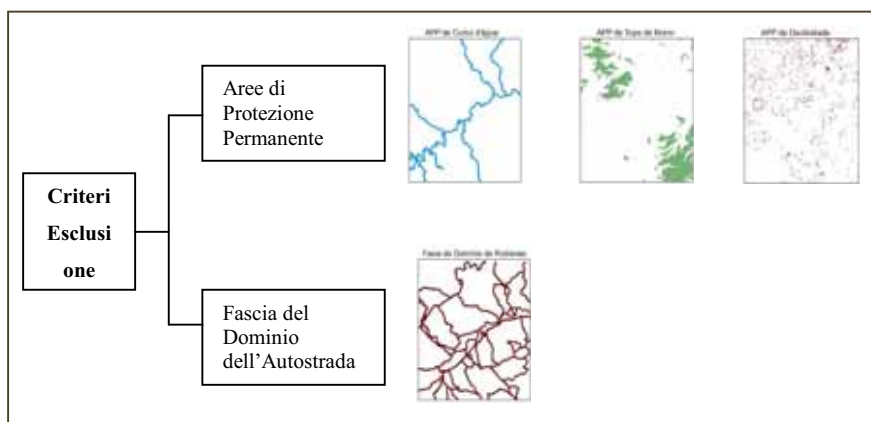 APP de Curso d'água
APP de Topo de Morro
APP de Declividade
Aree di
Protezione
Permanente
Criteri
Esclusi
one
Faixa de Domínio de Rodovias
Fascia del
Dominio
dell'Autostrada